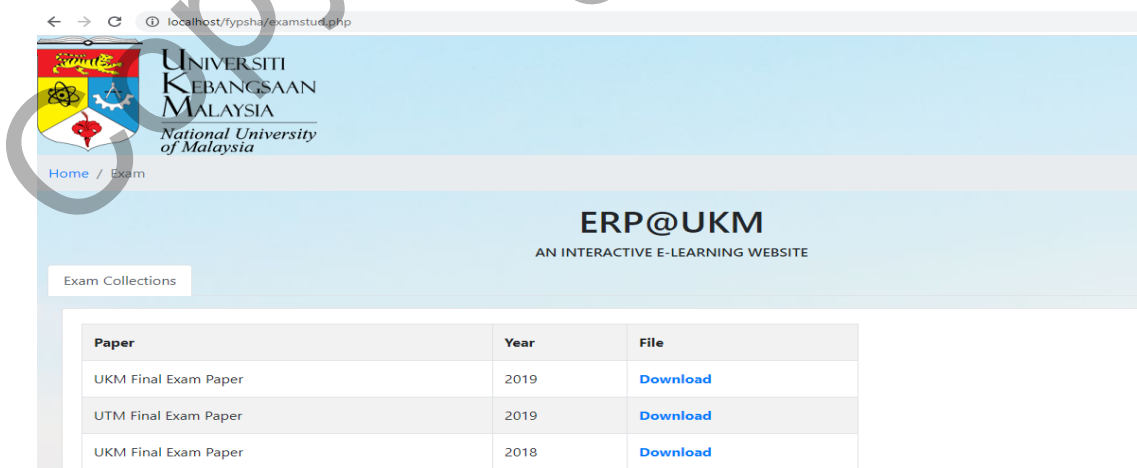 localhost/fypsha/examstud.php
UNIVERSITI
KEBANGSAAN
MALAYSIA
National University
of Malaysia
Home / Exam
ERP@UKM
AN INTERACTIVE E-LEARNING WEBSITE
Exam Collections
Paper Year File
UKM Final Exam Paper 2019 Download
UTM Final Exam Paper 2019 Download
UKM Final Exam Paper 2018 Download